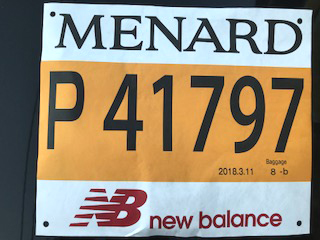 MENARD
P 41797
Baggage
2018.3.11 8 -b
NB new balance